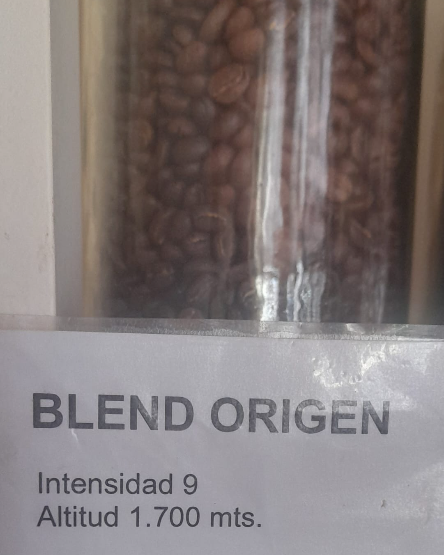 BLEND ORIGEN
Intensidad 9
Altitud 1.700 mts.